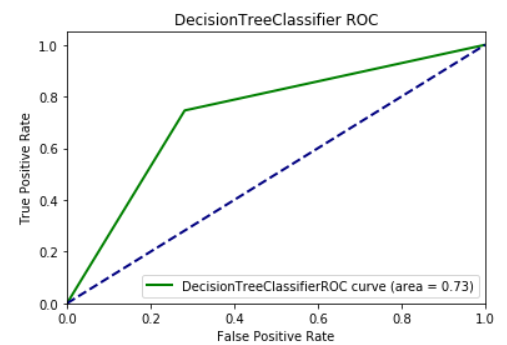 DecisionTreeClassifier ROC
1.0
0.8
0.6
0.4
0.2
0.0
True Positive Rate
DecisionTreeClassifierROC curve (area = 0.73)
0.0 0.2 0.4 0.6 0.8 1.0
False Positive Rate